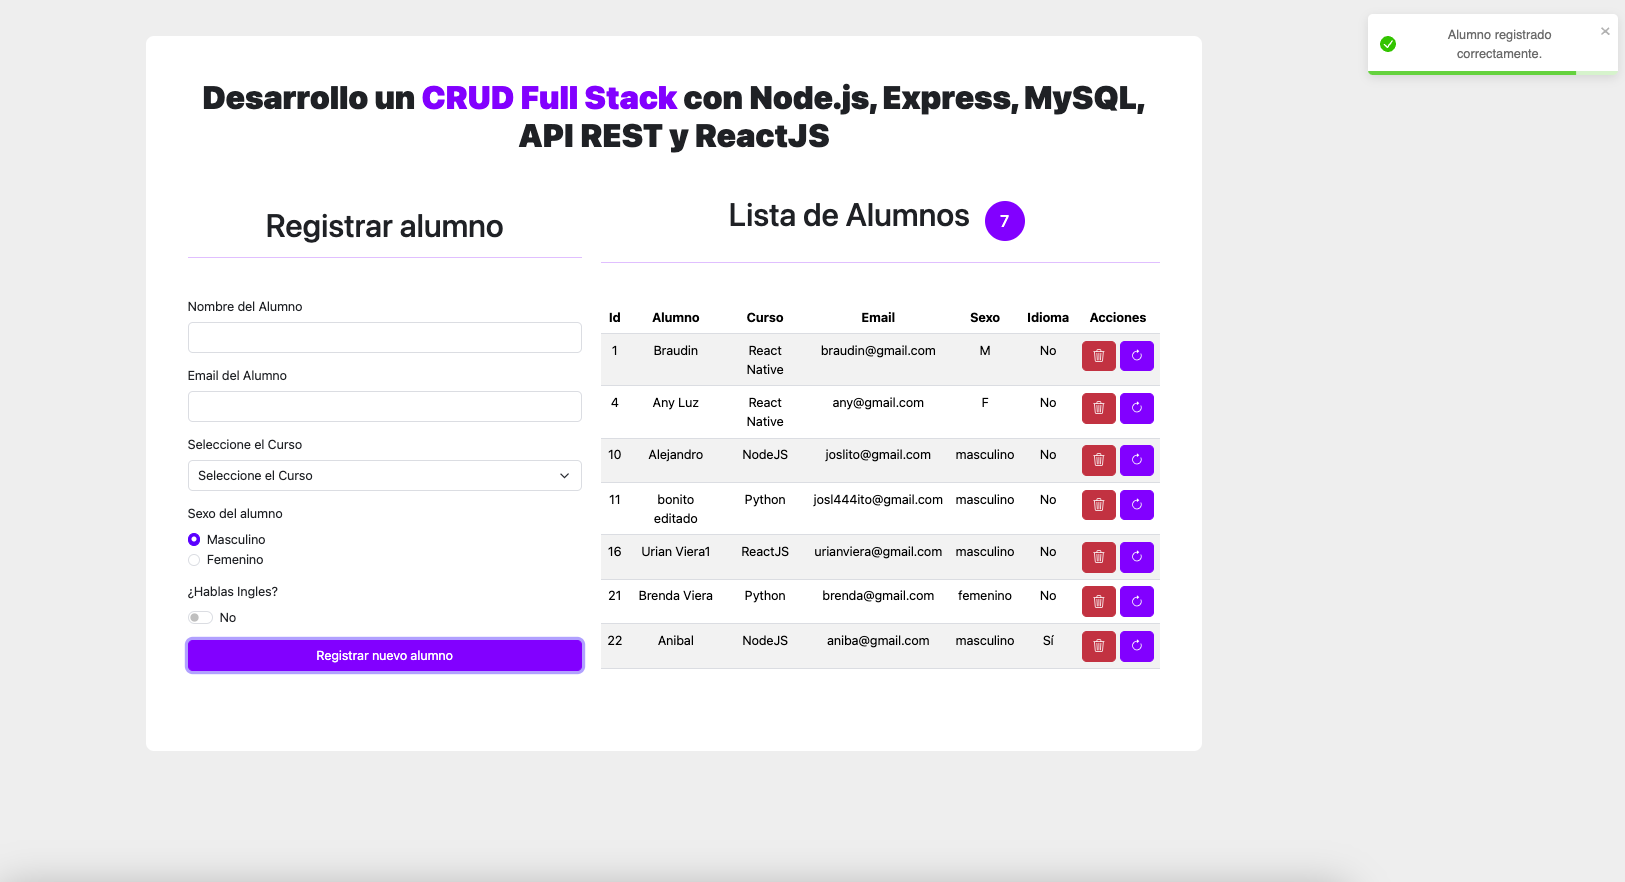 Alumno registrado
correctamente.
Desarrollo un CRUD Full Stack con Node.js, Express, MySQL,
API REST y ReactJS
Registrar alumno
Nombre del Alumno
Email del Alumno
Seleccione el Curso
Seleccione el Curso
Sexo del alumno
Masculino
Femenino
¿Hablas Ingles?
No
Registrar nuevo alumno
Lista de Alumnos 7
Id Alumno Curso Email Sexo Idioma Acciones
1 Braudin React Native braudin@gmail.com M No
4 Any Luz React Native any@gmail.com F No
10 Alejandro NodeJS joslito@gmail.com masculino No
11 bonito editado Python josl444ito@gmail.com masculino No
16 Urian Viera1 ReactJS urianviera@gmail.com masculino No
21 Brenda Viera Python brenda@gmail.com femenino No
22 Anibal NodeJS aniba@gmail.com masculino Sí